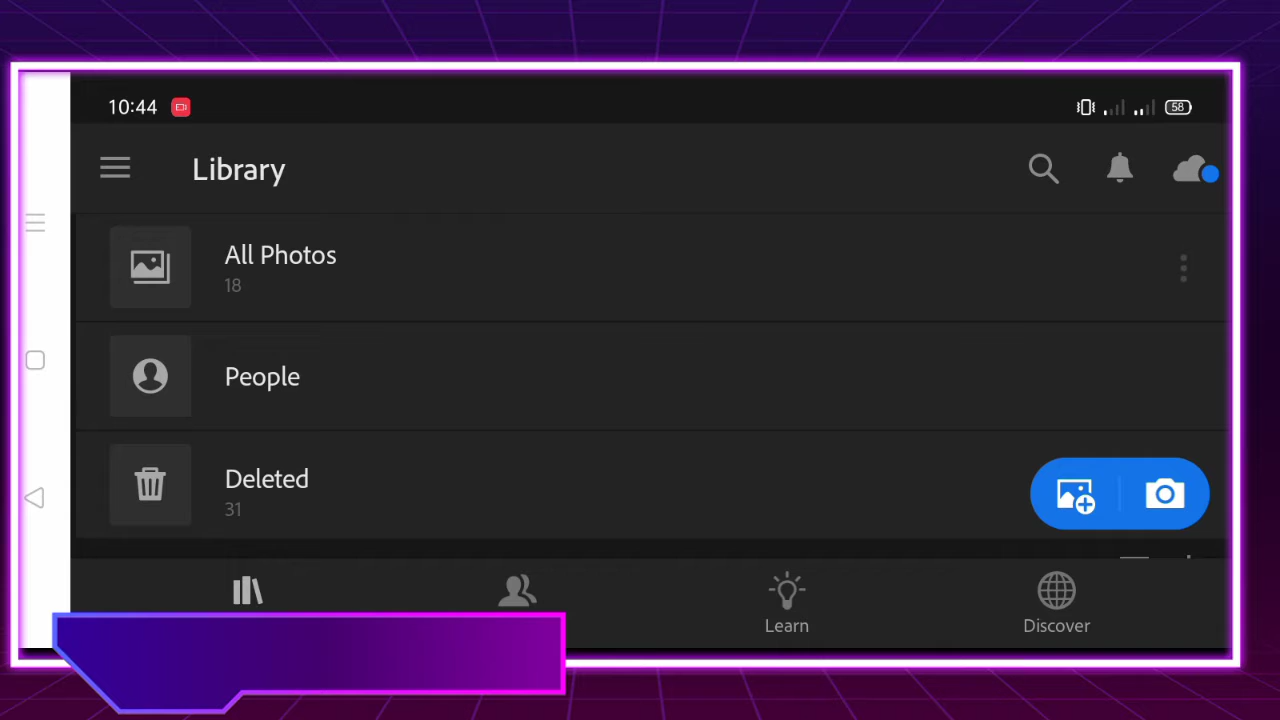 10:44
58
Library
All Photos
18
People
Deleted
31
Learn
Discover